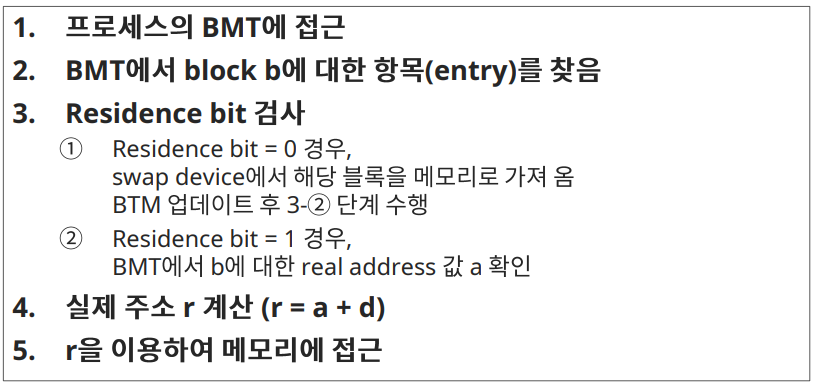 1. 프로세스의 BMT에 접근
2. BMT에서 block b에 대한 항목(entry)를 찾음
3. Residence bit 검사
① Residence bit = 0 경우,
swap device에서 해당 블록을 메모리로 가져 옴
BTM 업데이트 후 3-② 단계 수행
② Residence bit = 1 경우,
BMT에서 b에 대한 real address 값 a 확인
4. 실제 주소 r 계산 (r = a + d)
5. r을 이용하여 메모리에 접근